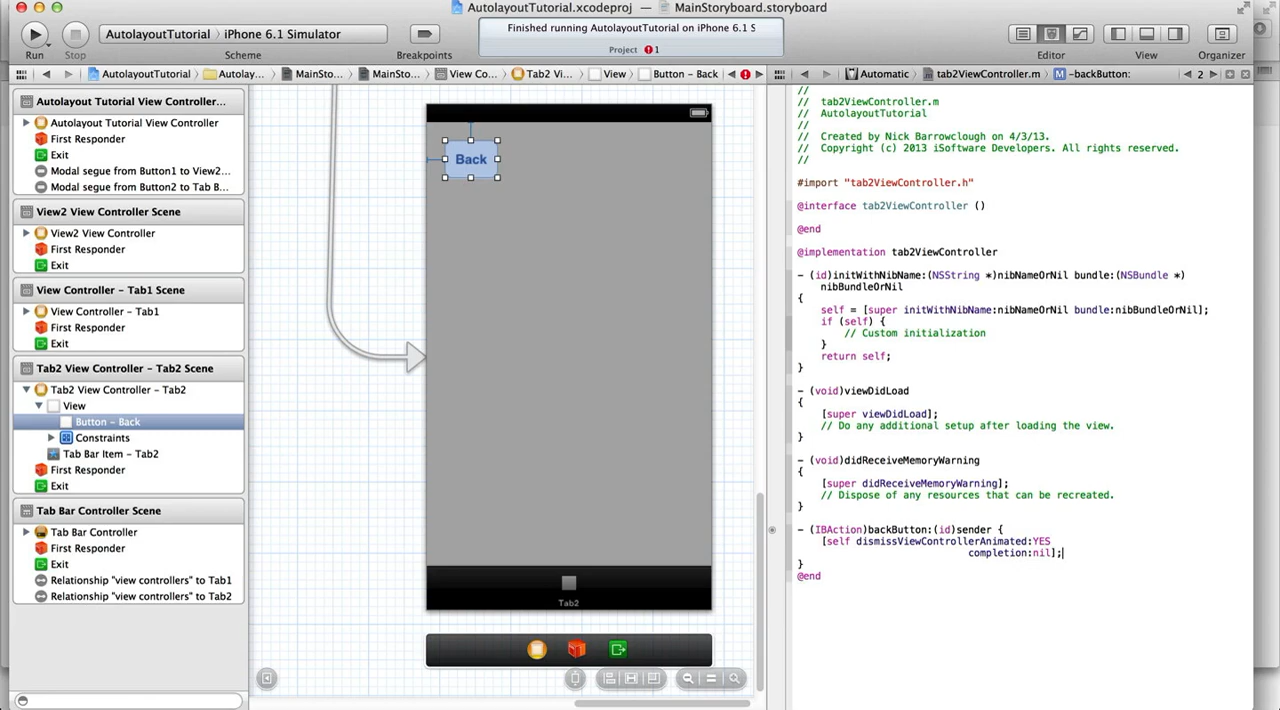 AutolayoutTutorial.xcodeproj — MainStoryboard.storyboard
AutolayoutTutorial iPhone 6.1 Simulator
Finished running AutolayoutTutorial on iPhone 6.1 S
Project 1
Run
Stop
Scheme
Breakpoints
Editor
View
Organizer
AutolayoutTutorial
Autolay...
MainSto...
MainSto...
View Co...
Tab2 Vi...
View
Button - Back
Automatic
tab2ViewController.m
M
-backButton:
2
Autolayout Tutorial View Controller...
Autolayout Tutorial View Controller
First Responder
Exit
Modal segue from Button1 to View2...
Modal segue from Button2 to Tab B...
View2 View Controller Scene
View2 View Controller
First Responder
Exit
View Controller - Tab1 Scene
View Controller - Tab1
First Responder
Exit
Tab2 View Controller - Tab2 Scene
Tab2 View Controller - Tab2
View
Button - Back
Constraints
Tab Bar Item - Tab2
First Responder
Exit
Tab Bar Controller Scene
Tab Bar Controller
First Responder
Exit
Relationship "view controllers" to Tab1
Relationship "view controllers" to Tab2
Back
Tab2
//
// tab2ViewController.m
// AutolayoutTutorial
//
// Created by Nick Barrowclough on 4/3/13.
// Copyright (c) 2013 iSoftware Developers. All rights reserved.
//
#import "tab2ViewController.h"
@interface tab2ViewController ()
@end
@implementation tab2ViewController
- (id)initWithNibName:(NSString *)nibNameOrNil bundle:(NSBundle *)
nibBundleOrNil
{
self = [super initWithNibName:nibNameOrNil bundle:nibBundleOrNil];
if (self) {
// Custom initialization
}
return self;
}
- (void)viewDidLoad
{
[super viewDidLoad];
// Do any additional setup after loading the view.
}
- (void)didReceiveMemoryWarning
{
[super didReceiveMemoryWarning];
// Dispose of any resources that can be recreated.
}
- (IBAction)backButton:(id)sender {
[self dismissViewControllerAnimated:YES
completion:nil];
}
@end